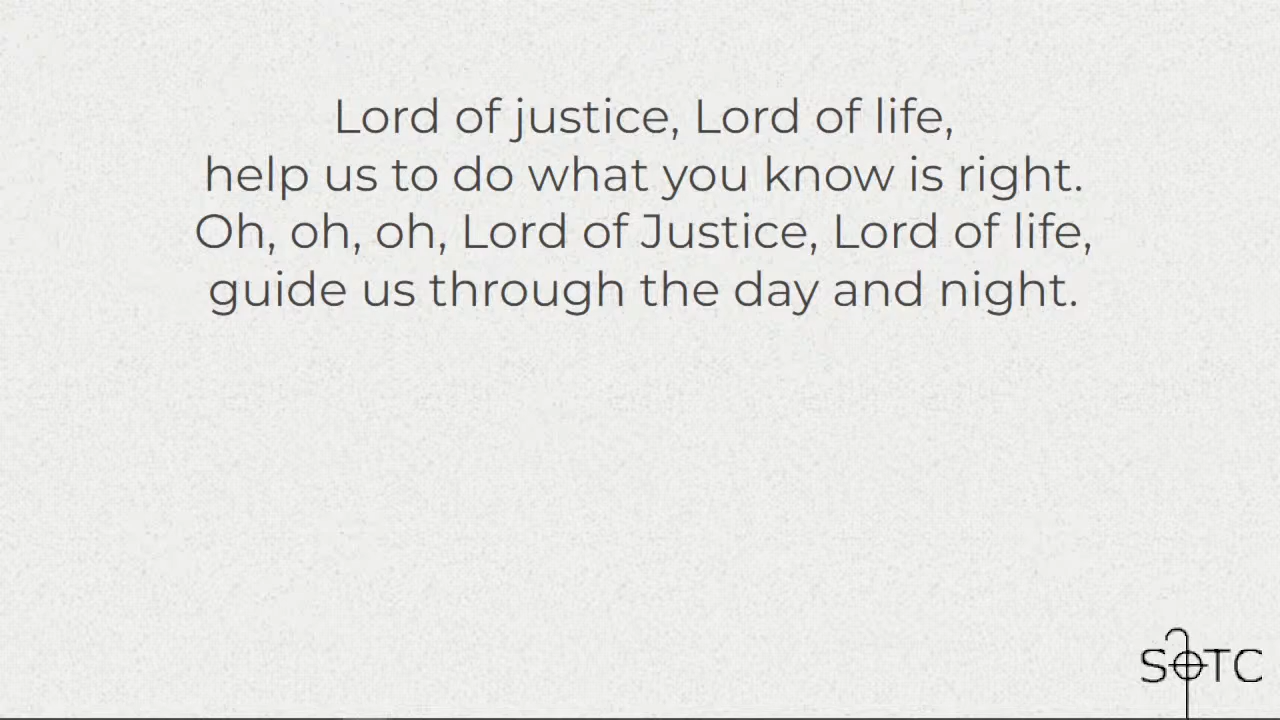 Lord of justice, Lord of life,
help us to do what you know is right.
Oh, oh, oh, Lord of Justice, Lord of life,
guide us through the day and night.
SOTC